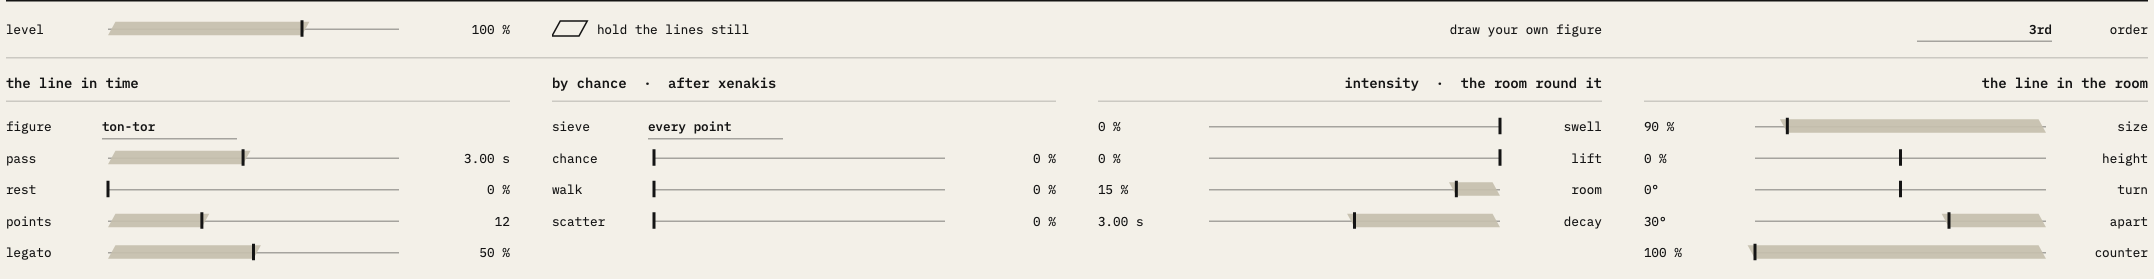 level 100 % hold the lines still draw your own figure 3rd order
the line in time by chance · after xenakis intensity · the room round it the line in the room
figure ton-tor sieve every point 0 % swell 90 % size
pass 3.00 s chance 0 % 0 % lift 0 % height
rest 0 % walk 0 % 15 % room 0° turn
points 12 scatter 0 % 3.00 s decay 30° apart
legato 50 % 100 % counter